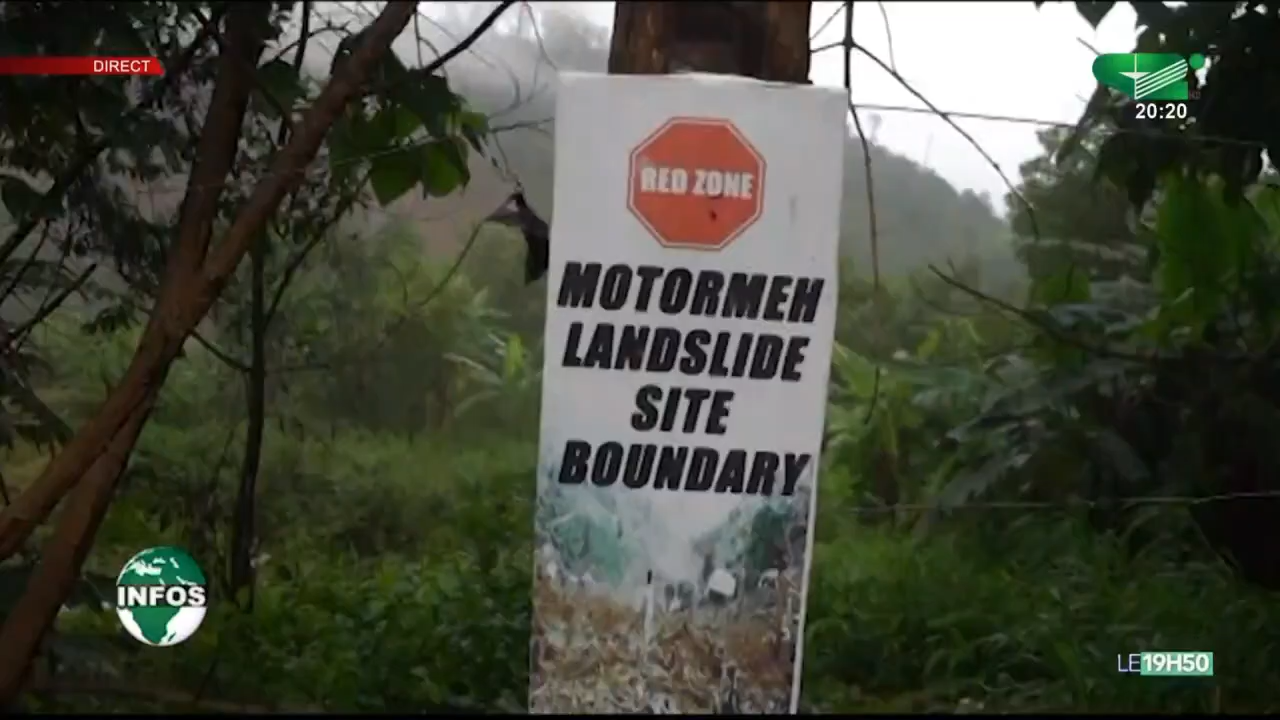 DIRECT
20:20
RED ZONE
MOTORMEH
LANDSLIDE
SITE
BOUNDARY
INFOS
LE19H50